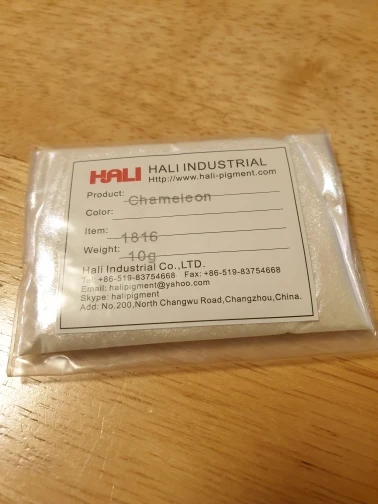 HALI HALI INDUSTRIAL
Http://www.hali-pigment.com
Product: Chameleon
Color:
Item: 1816
Weight: 10g
Hali Industrial Co.,LTD.
Tel: +86-519-83754668 Fax: +86-519-83754668
Email: halipigment@yahoo.com
Skype: halipigment
Add: No.200,North Changwu Road,Changzhou,China.